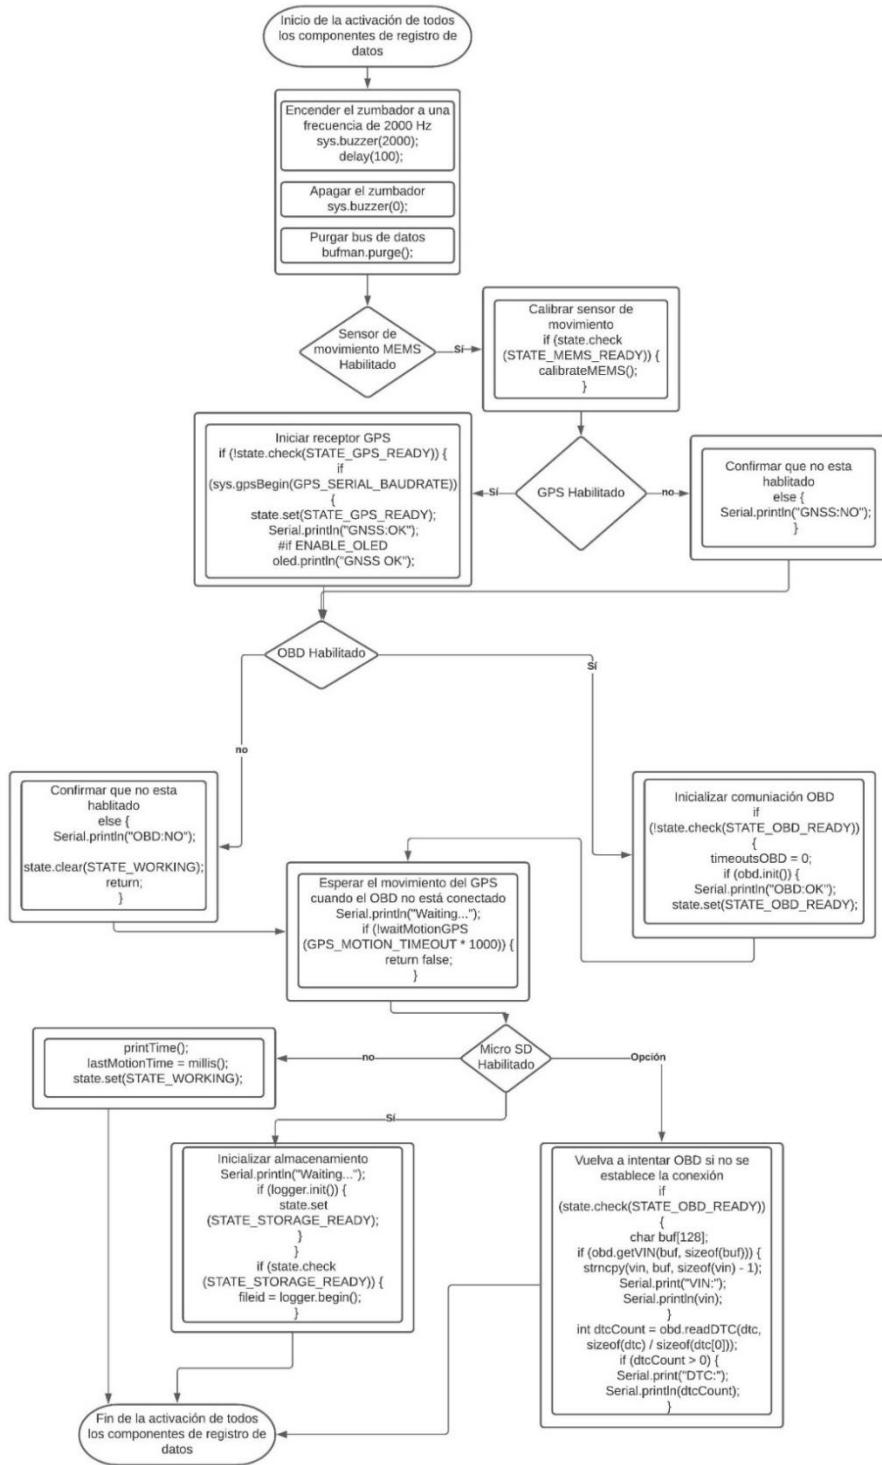 Inicio de la activación de todos
los componentes de registro de
datos
Encender el zumbador a una
frecuencia de 2000 Hz
sys.buzzer(2000);
delay(100);
Apagar el zumbador
sys.buzzer(0);
Purgar bus de datos
bufman.purge();
Sensor de
movimiento MEMS
Habilitado
Sí
Calibrar sensor de
movimiento
if (state.check
(STATE_MEMS_READY)) {
calibrateMEMS();
}
Iniciar receptor GPS
if (!state.check(STATE_GPS_READY)) {
if
(sys.gpsBegin(GPS_SERIAL_BAUDRATE))
{
state.set(STATE_GPS_READY);
Serial.println("GNSS:OK");
#if ENABLE_OLED
oled.println("GNSS OK");
Sí
GPS Habilitado
no
Confirmar que no esta
hablitado
else {
Serial.println("GNSS:NO");
}
OBD Habilitado
Sí
no
Confirmar que no esta
hablitado
else {
Serial.println("OBD:NO");
state.clear(STATE_WORKING);
return;
}
Inicializar comuniación OBD
if
(!state.check(STATE_OBD_READY))
{
timeoutsOBD = 0;
if (obd.init()) {
Serial.println("OBD:OK");
state.set(STATE_OBD_READY);
Esperar el movimiento del GPS
cuando el OBD no está conectado
Serial.println("Waiting...");
if (!waitMotionGPS
(GPS_MOTION_TIMEOUT * 1000)) {
return false;
}
printTime();
lastMotionTime = millis();
state.set(STATE_WORKING);
no
Micro SD
Habilitado
Opción
Sí
Inicializar almacenamiento
Serial.println("Waiting...");
if (logger.init()) {
state.set
(STATE_STORAGE_READY);
}
}
if (state.check
(STATE_STORAGE_READY)) {
fileid = logger.begin();
}
Vuelva a intentar OBD si no se
establece la conexión
if
(state.check(STATE_OBD_READY))
{
char buf[128];
if (obd.getVIN(buf, sizeof(buf))) {
strncpy(vin, buf, sizeof(vin) - 1);
Serial.print("VIN:");
Serial.println(vin);
}
int dtcCount = obd.readDTC(dtc,
sizeof(dtc) / sizeof(dtc[0]));
if (dtcCount > 0) {
Serial.print("DTC:");
Serial.println(dtcCount);
}
Fin de la activación de todos
los componentes de registro de
datos